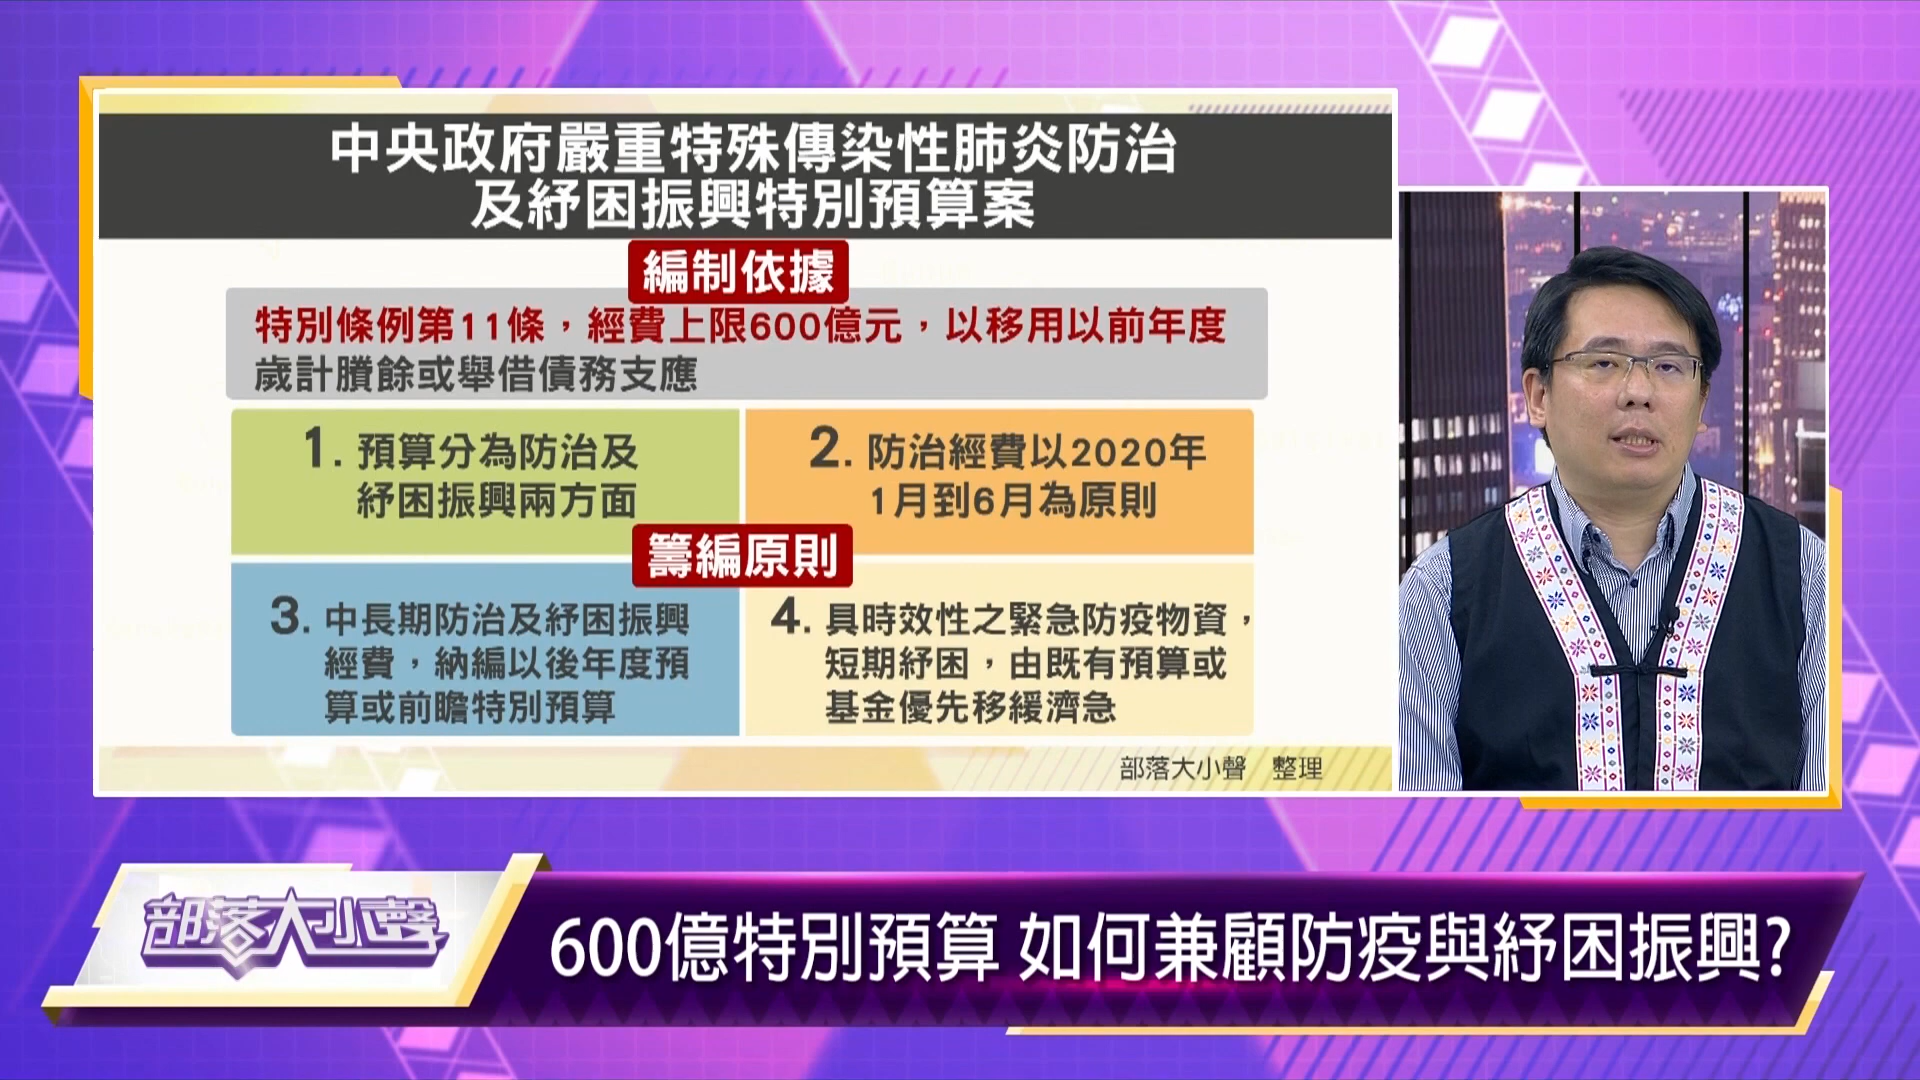 中央政府嚴重特殊傳染性肺炎防治
及紓困振興特別預算案
編制依據
特別條例第11條，經費上限600億元，以移用以前年度
歲計賸餘或舉借債務支應
1. 預算分為防治及
紓困振興兩方面
2. 防治經費以2020年
1月到6月為原則
籌編原則
3. 中長期防治及紓困振興
經費，納編以後年度預
算或前瞻特別預算
4. 具時效性之緊急防疫物資，
短期紓困，由既有預算或
基金優先移緩濟急
部落大小聲 整理
部落大小聲
600億特別預算 如何兼顧防疫與紓困振興?